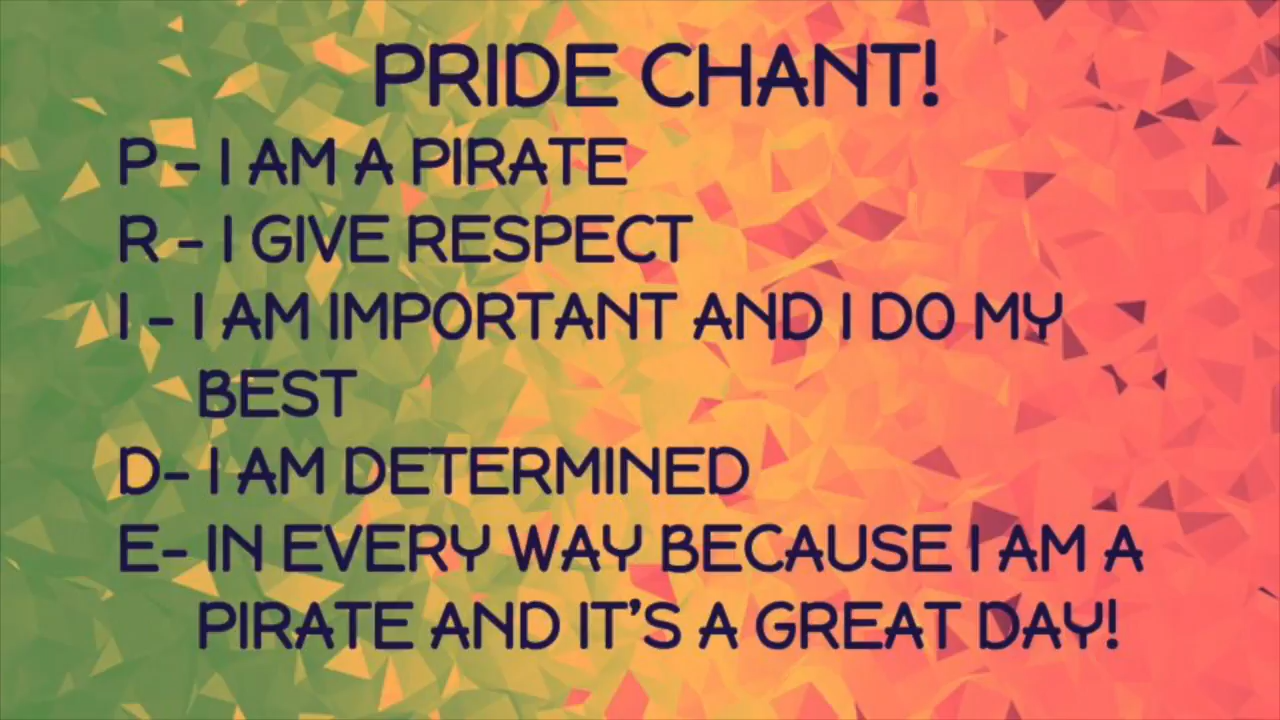 PRIDE CHANT!
P - I AM A PIRATE
R - I GIVE RESPECT
I - I AM IMPORTANT AND I DO MY
BEST
D- I AM DETERMINED
E- IN EVERY WAY BECAUSE I AM A
PIRATE AND IT'S A GREAT DAY!